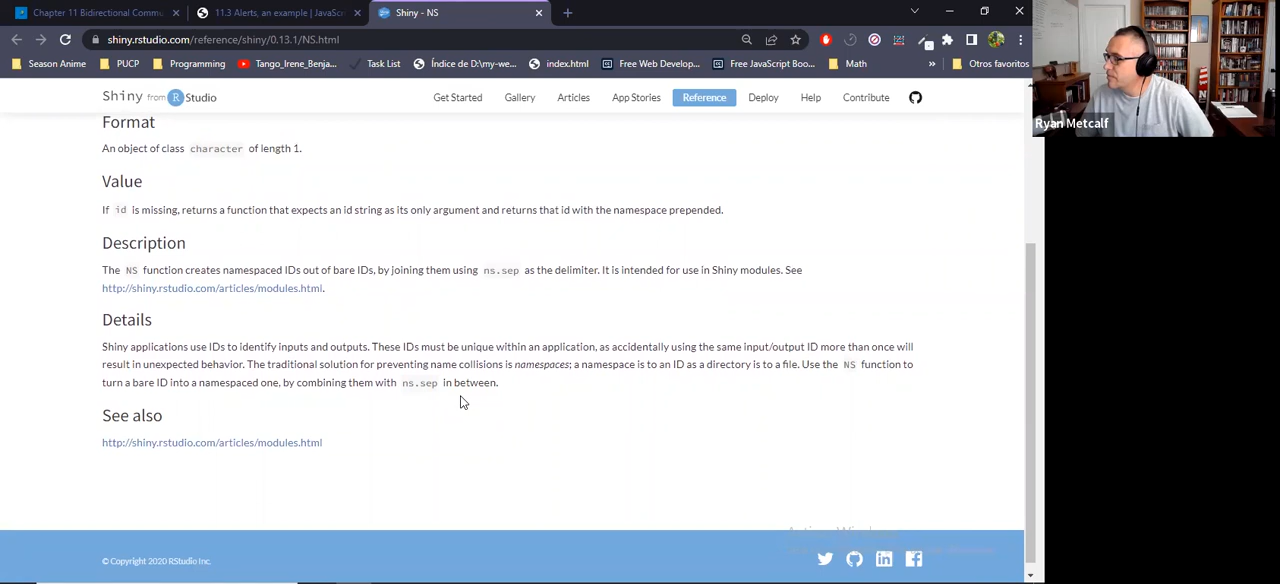 Chapter 11 Bidirectional Commu
11.3 Alerts, an example | JavaScri
Shiny - NS
shiny.rstudio.com/reference/shiny/0.13.1/NS.html
Season Anime
PUCP
Programming
Tango_Irene_Benja...
Task List
Índice de D:\my-we...
index.html
Free Web Develop...
Free JavaScript Boo...
Math
»
Otros favoritos
Shiny from R Studio
Get Started
Gallery
Articles
App Stories
Reference
Deploy
Help
Contribute
Ryan Metcalf
Format
An object of class character of length 1.
Value
If id is missing, returns a function that expects an id string as its only argument and returns that id with the namespace prepended.
Description
The NS function creates namespaced IDs out of bare IDs, by joining them using ns.sep as the delimiter. It is intended for use in Shiny modules. See
http://shiny.rstudio.com/articles/modules.html.
Details
Shiny applications use IDs to identify inputs and outputs. These IDs must be unique within an application, as accidentally using the same input/output ID more than once will
result in unexpected behavior. The traditional solution for preventing name collisions is namespaces; a namespace is to an ID as a directory is to a file. Use the NS function to
turn a bare ID into a namespaced one, by combining them with ns.sep in between.
See also
http://shiny.rstudio.com/articles/modules.html
© Copyright 2020 RStudio Inc.